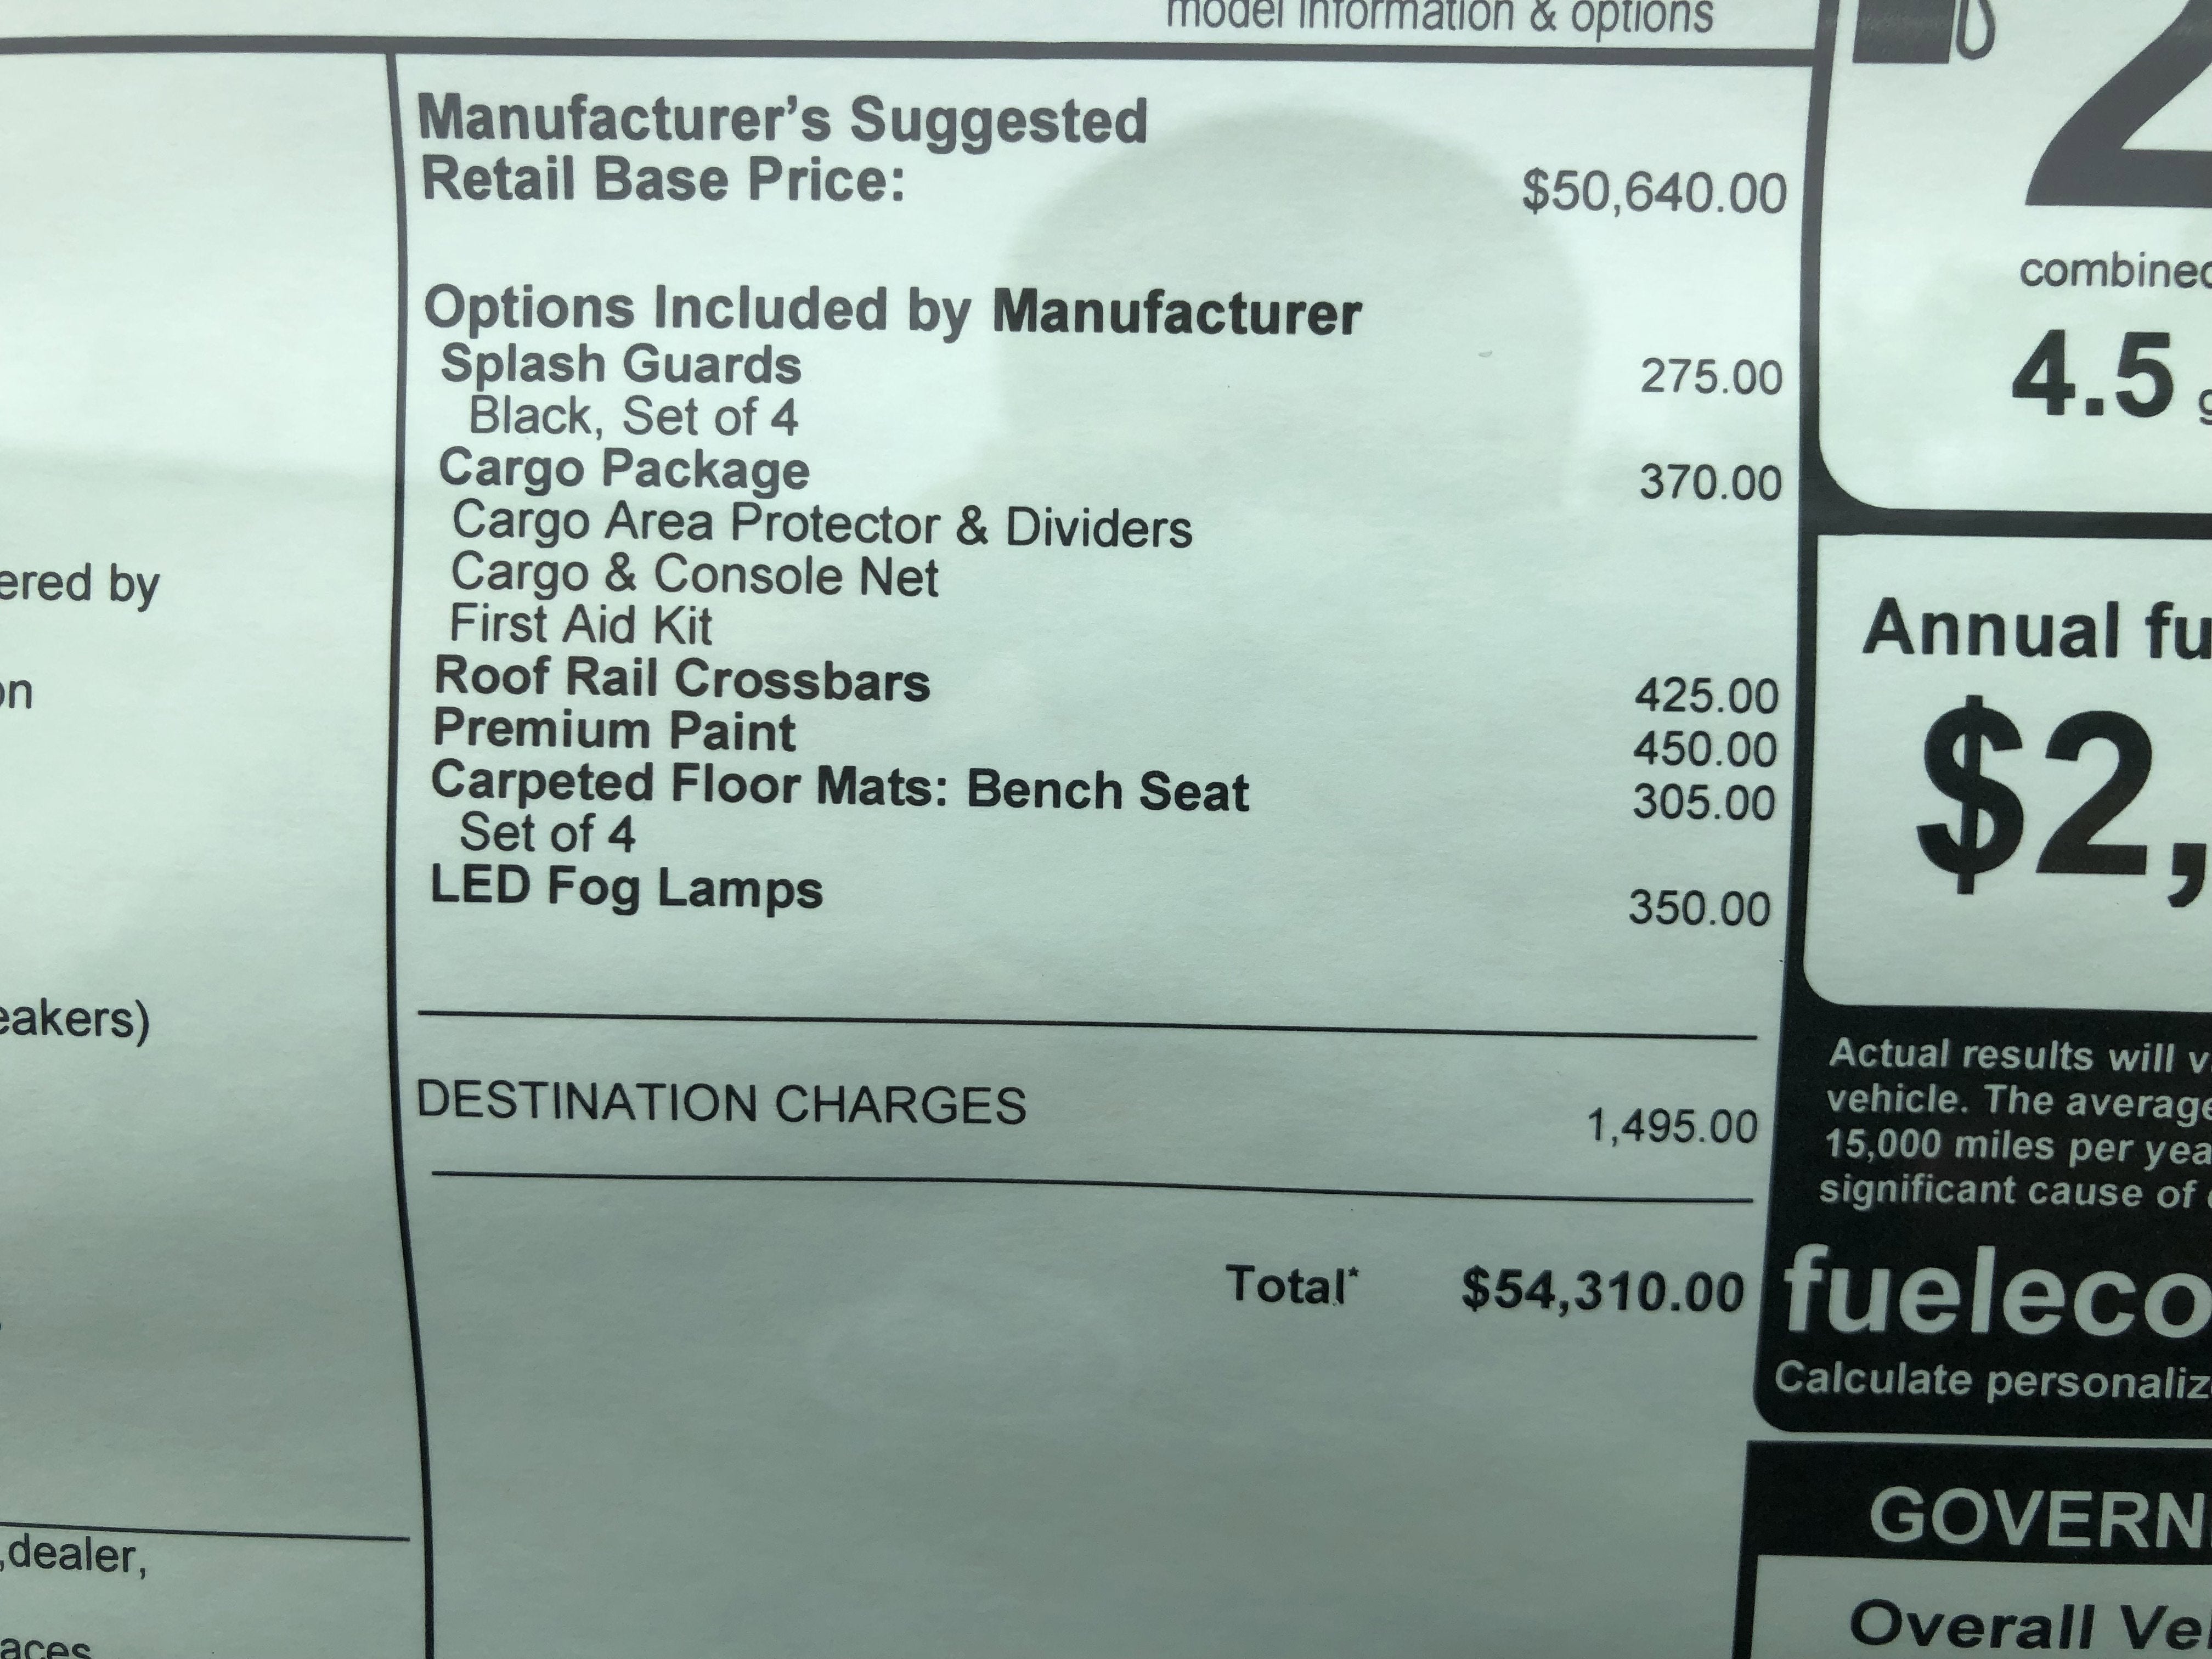 model information & options
Manufacturer's Suggested
Retail Base Price: $50,640.00
Options Included by Manufacturer
Splash Guards 275.00
Black, Set of 4
Cargo Package 370.00
Cargo Area Protector & Dividers
Cargo & Console Net
First Aid Kit
Roof Rail Crossbars 425.00
Premium Paint 450.00
Carpeted Floor Mats: Bench Seat 305.00
Set of 4
LED Fog Lamps 350.00
DESTINATION CHARGES 1,495.00
Total* $54,310.00
ered by
on
eakers)
,dealer,
aces
2
combined
4.5 g
Annual fu
$2,
Actual results will v
vehicle. The average
15,000 miles per yea
significant cause of
fueleco
Calculate personaliz
GOVERN
Overall Ve